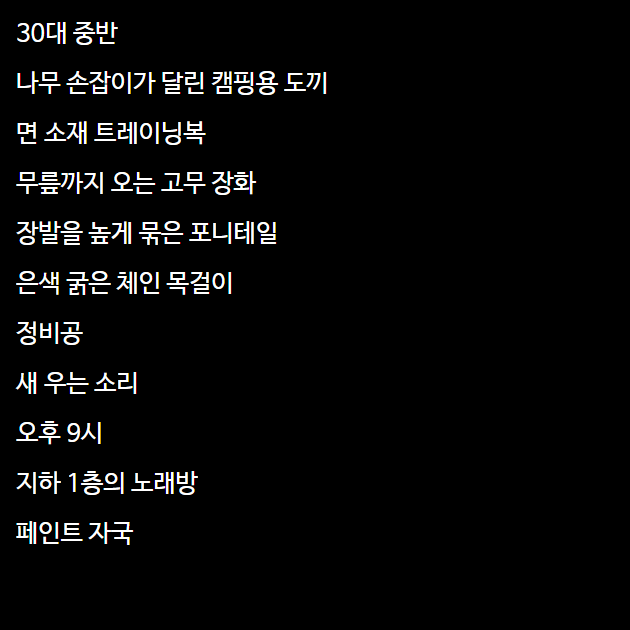 30대 중반
나무 손잡이가 달린 캠핑용 도끼
면 소재 트레이닝복
무릎까지 오는 고무 장화
장발을 높게 묶은 포니테일
은색 굵은 체인 목걸이
정비공
새 우는 소리
오후 9시
지하 1층의 노래방
페인트 자국